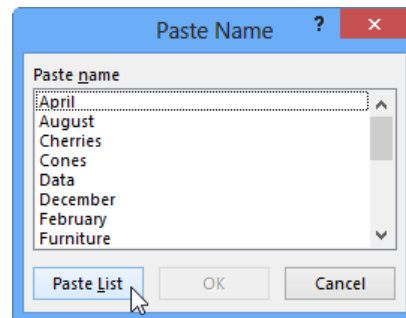 Paste Name ? ×
Paste name
April
August
Cherries
Cones
Data
December
February
Furniture
Paste List OK Cancel